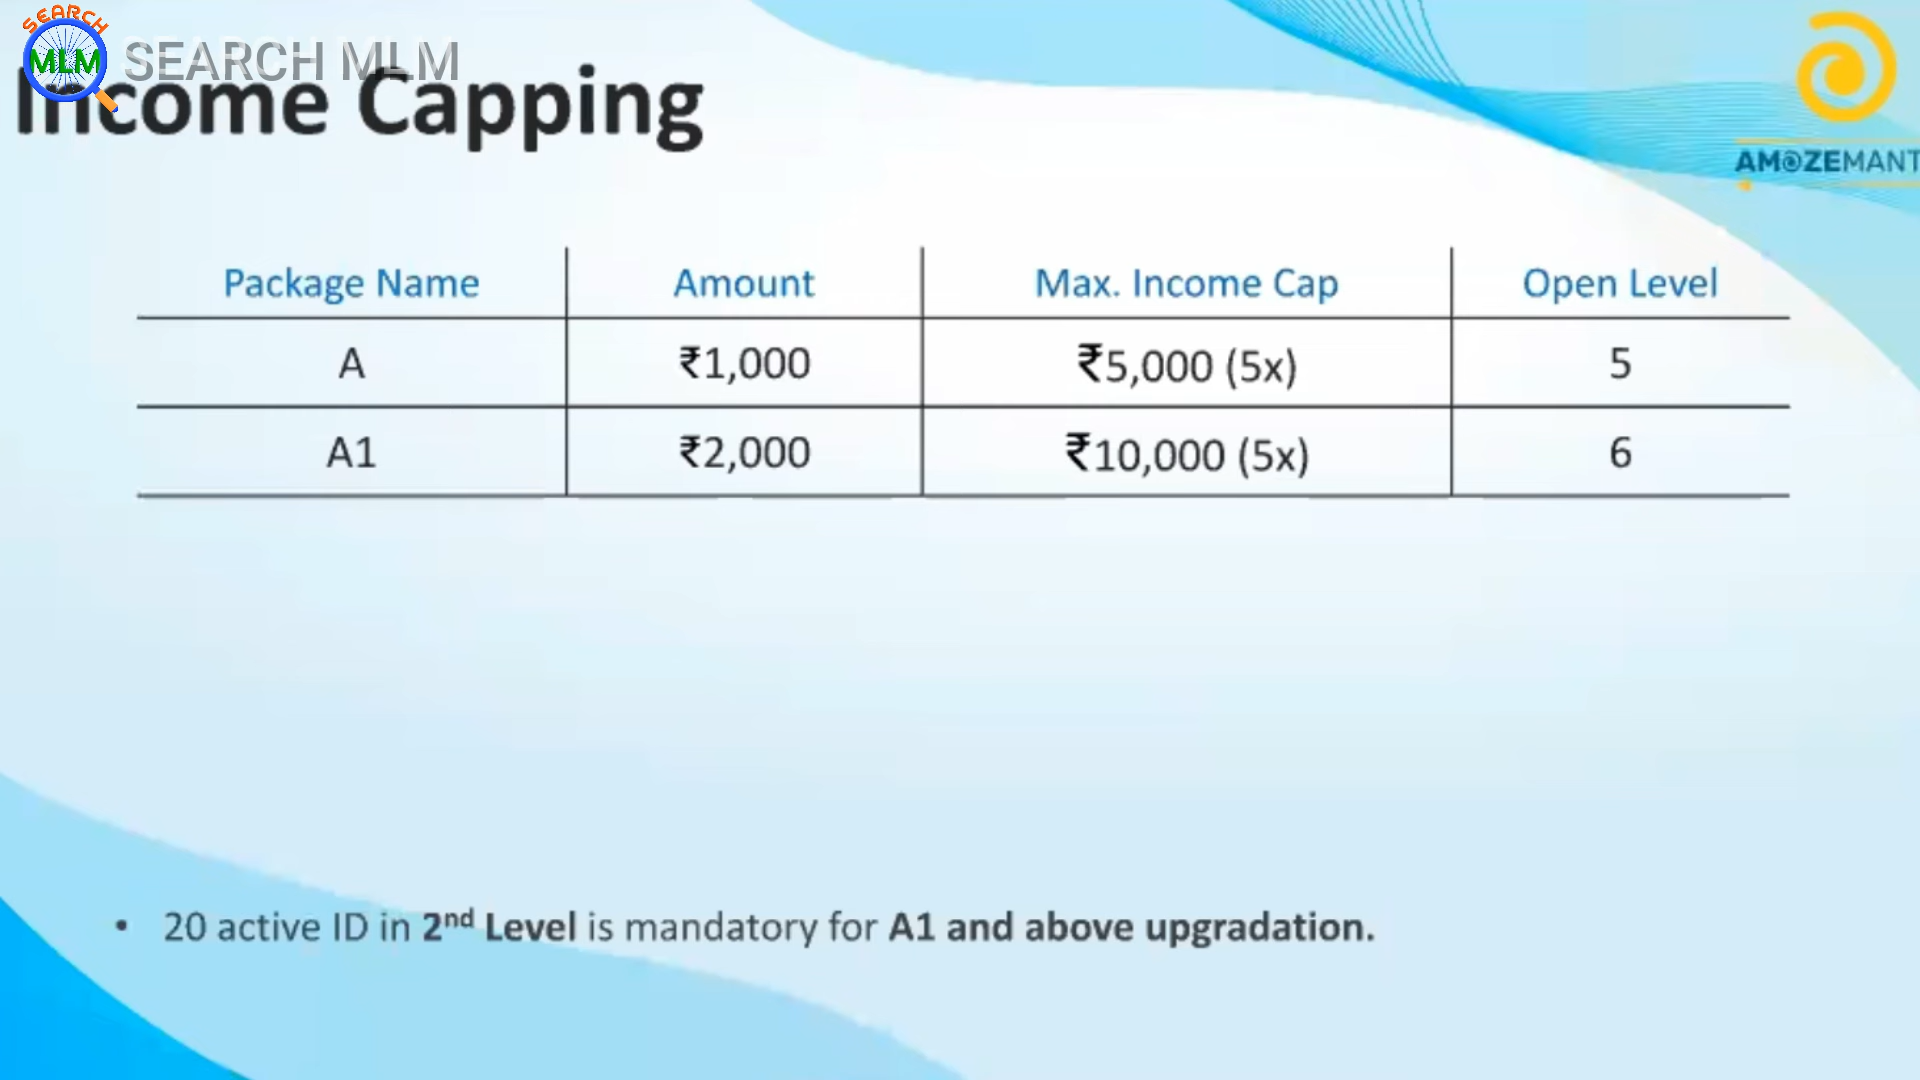 SEARCH
MLM
SEARCH MLM
Income Capping
AMOZEMANT
Package Name Amount Max. Income Cap Open Level
A ₹1,000 ₹5,000 (5x) 5
A1 ₹2,000 ₹10,000 (5x) 6
• 20 active ID in 2nd Level is mandatory for A1 and above upgradation.